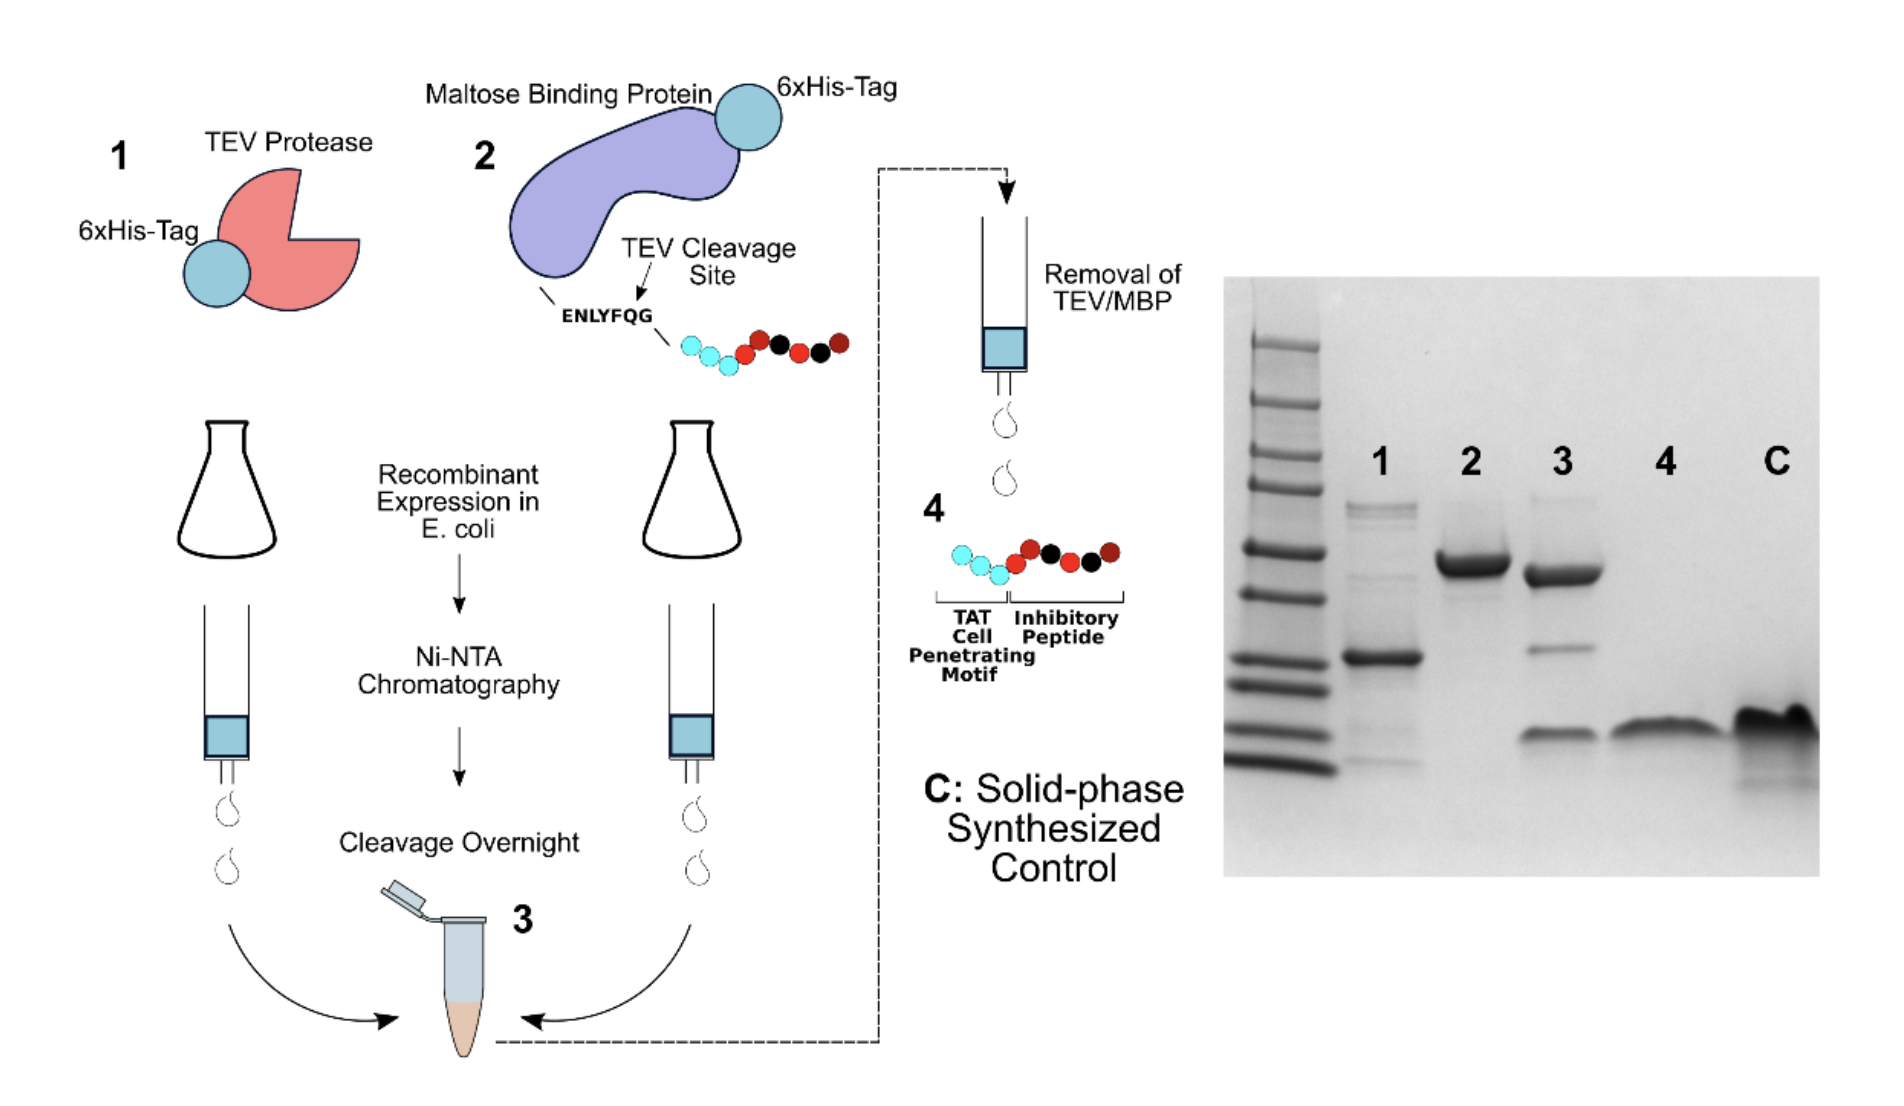 1
TEV Protease
6xHis-Tag
2
Maltose Binding Protein
6xHis-Tag
TEV Cleavage
Site
ENLYFQG
Recombinant
Expression in
E. coli
Ni-NTA
Chromatography
Cleavage Overnight
3
Removal of
TEV/MBP
4
TAT
Cell
Penetrating
Motif
Inhibitory
Peptide
C: Solid-phase
Synthesized
Control
1 2 3 4 C